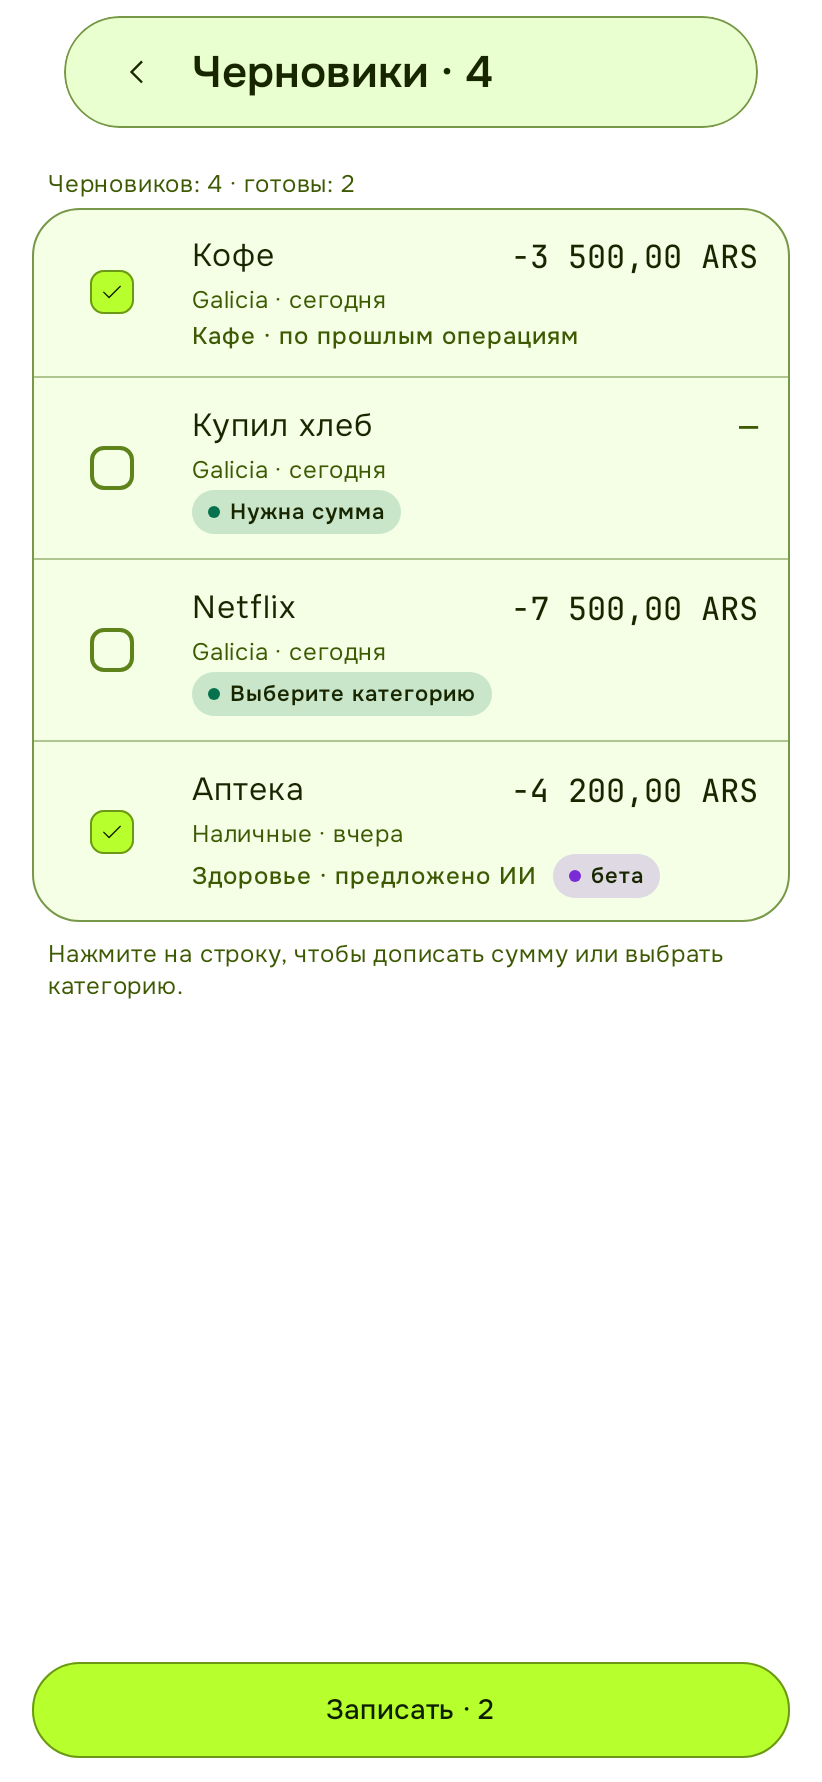 Черновики · 4
Черновиков: 4 · готовы: 2
Кофе -3 500,00 ARS
Galicia · сегодня
Кафе · по прошлым операциям
Купил хлеб —
Galicia · сегодня
Нужна сумма
Netflix -7 500,00 ARS
Galicia · сегодня
Выберите категорию
Аптека -4 200,00 ARS
Наличные · вчера
Здоровье · предложено ИИ бета
Нажмите на строку, чтобы дописать сумму или выбрать
категорию.
Записать · 2